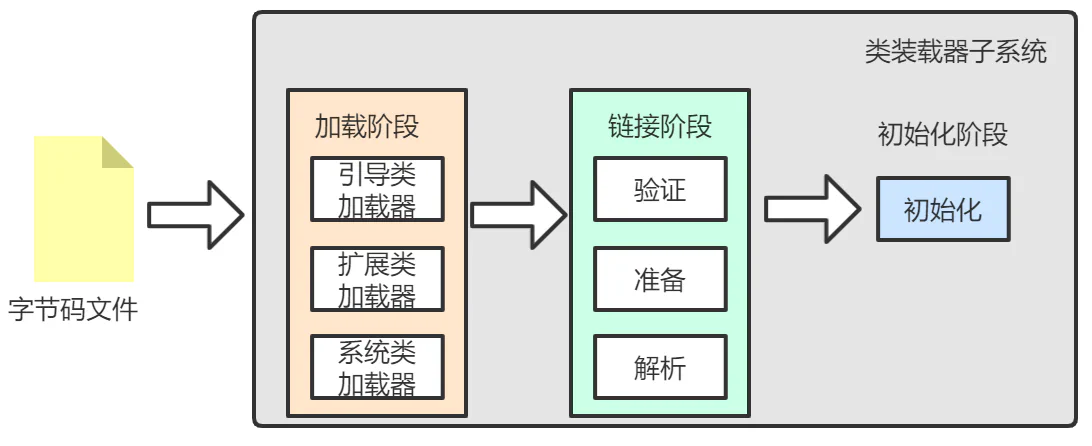 类装载器子系统
字节码文件
加载阶段
引导类
加载器
扩展类
加载器
系统类
加载器
链接阶段
验证
准备
解析
初始化阶段
初始化